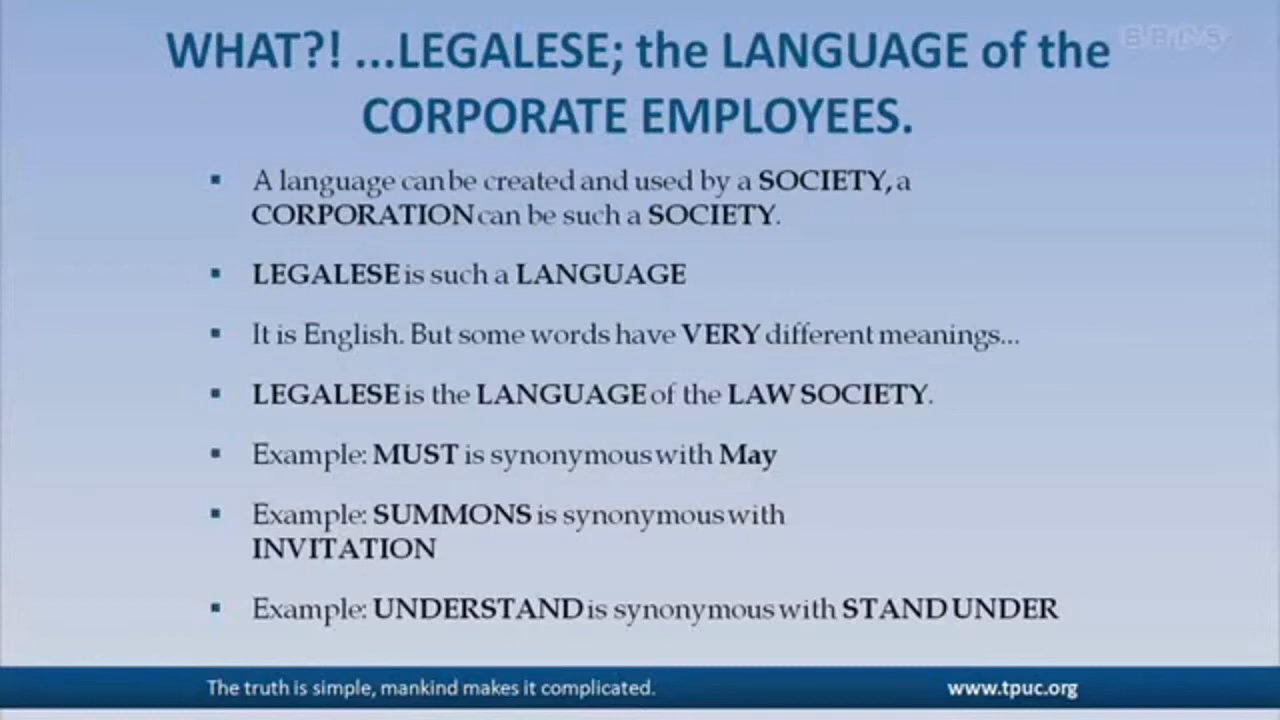 WHAT?! ...LEGALESE; the LANGUAGE of the
CORPORATE EMPLOYEES.
▪ A language can be created and used by a SOCIETY, a
CORPORATION can be such a SOCIETY.
▪ LEGALESE is such a LANGUAGE
▪ It is English. But some words have VERY different meanings...
▪ LEGALESE is the LANGUAGE of the LAW SOCIETY.
▪ Example: MUST is synonymous with May
▪ Example: SUMMONS is synonymous with
INVITATION
▪ Example: UNDERSTAND is synonymous with STAND UNDER
The truth is simple, mankind makes it complicated.
www.tpuc.org